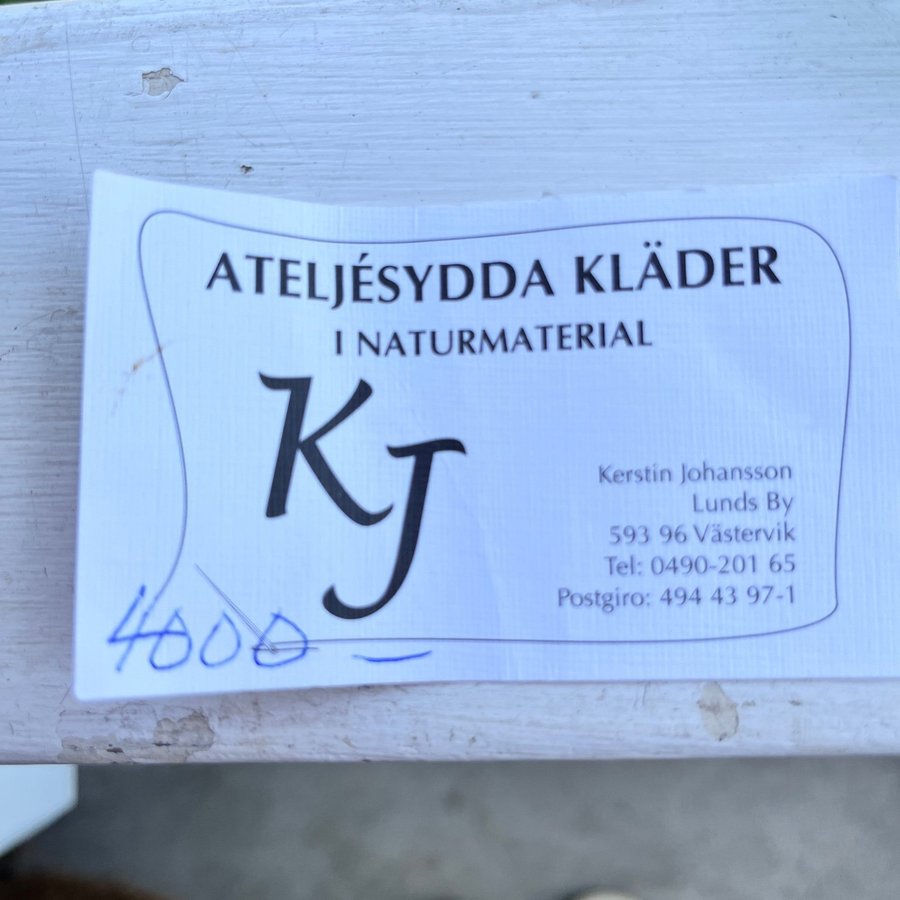 ATELJÉSYDDA KLÄDER
I NATURMATERIAL
KJ
Kerstin Johansson
Lunds By
593 96 Västervik
Tel: 0490-201 65
Postgiro: 494 43 97-1
4000 –